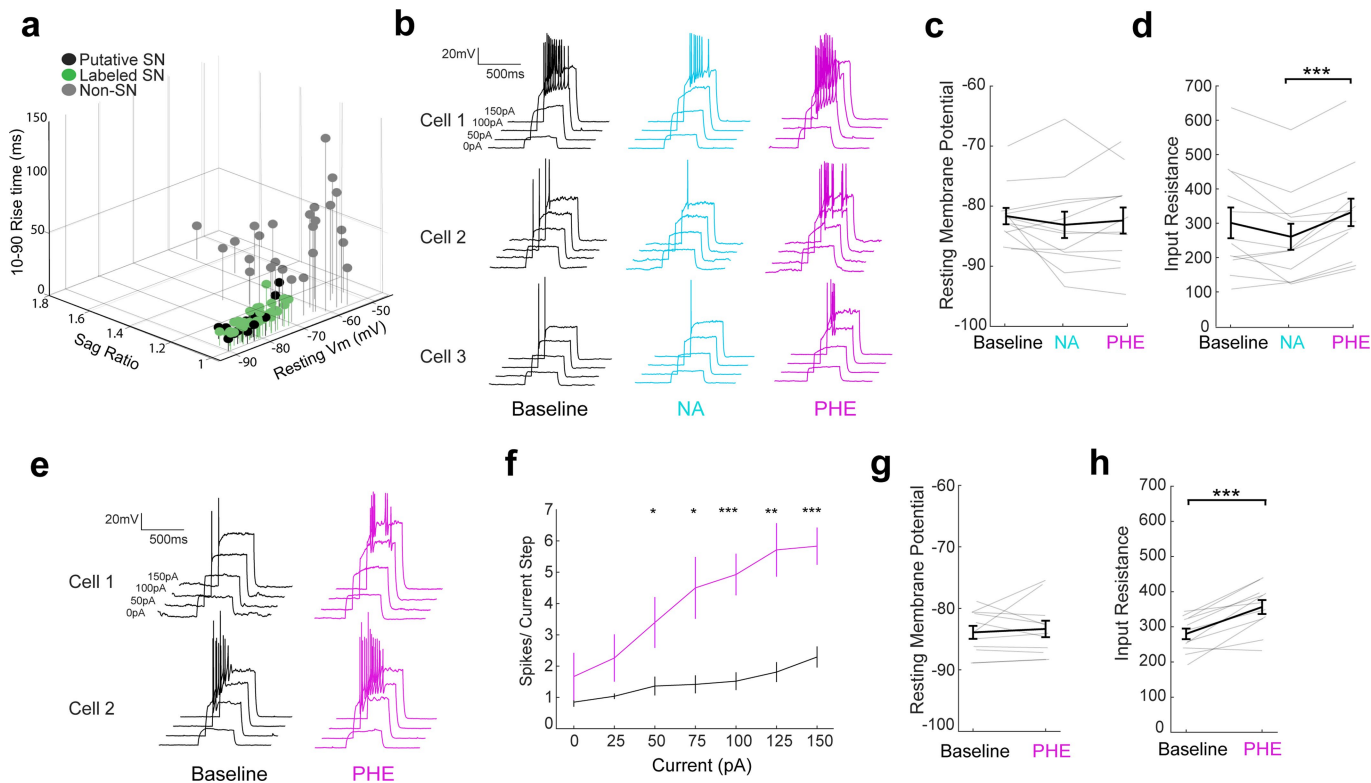 a
Putative SN
Labeled SN
Non-SN
10-90 Rise time (ms)
150
100
50
0
1.8
1.6
1.4
1.2
1
Sag Ratio
-90
-80
-70
-60
-50
Resting Vm (mV)
b
20mV
500ms
Cell 1
150pA
100pA
50pA
0pA
Cell 2
Cell 3
Baseline
NA
PHE
c
Resting Membrane Potential
-60
-70
-80
-90
-100
Baseline NA PHE
d
***
Input Resistance
700
600
500
400
300
200
100
0
Baseline NA PHE
e
20mV
500ms
Cell 1
150pA
100pA
50pA
0pA
Cell 2
Baseline
PHE
f
Spikes/ Current Step
7
6
5
4
3
2
1
0
* * *** ** ***
0 25 50 75 100 125 150
Current (pA)
g
Resting Membrane Potential
-60
-70
-80
-90
-100
Baseline PHE
h
***
Input Resistance
700
600
500
400
300
200
100
0
Baseline PHE